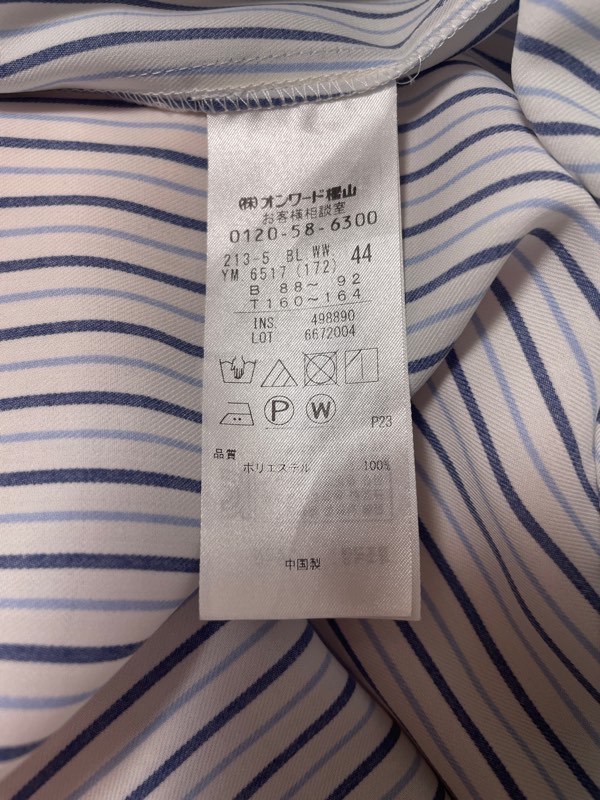 ㈱オンワード樫山
お客様相談室
0120-58-6300
213-5 BL WW. 44
YM 6517 (172)
B 88～ 92
T160～164
INS. 498890
LOT 6672004
P W
P23
品質
ポリエステル 100%
中国製